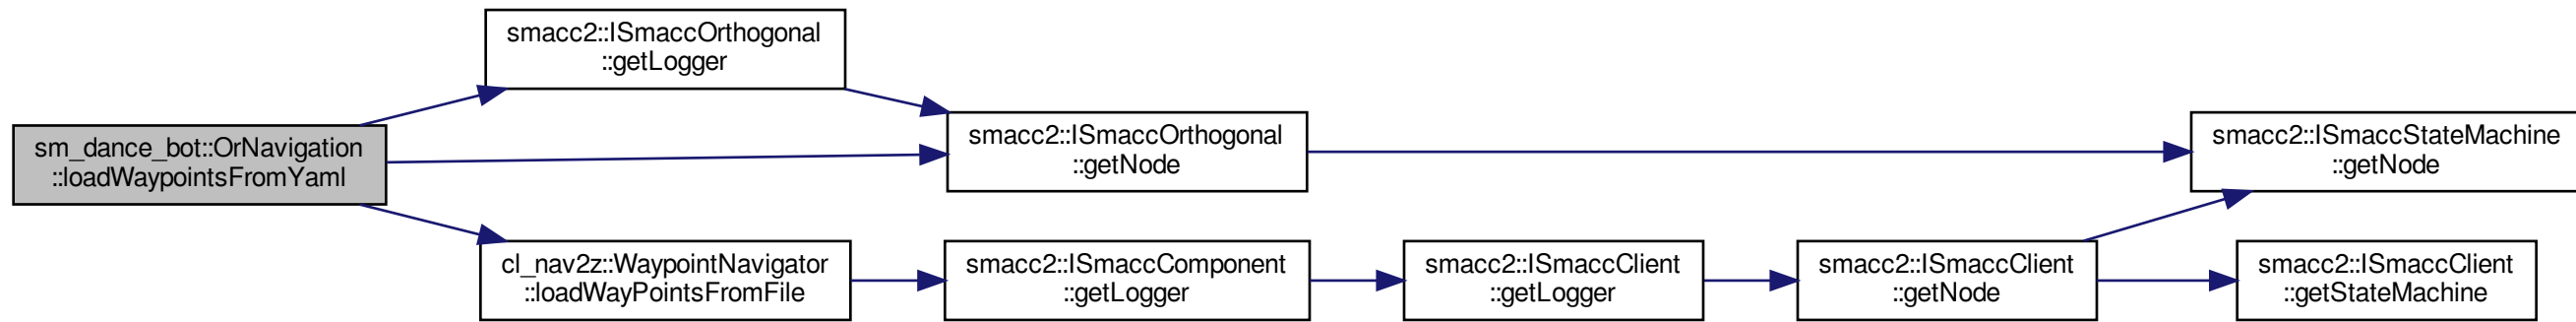 smacc2::ISmaccOrthogonal
::getLogger
sm_dance_bot::OrNavigation
::loadWaypointsFromYaml
smacc2::ISmaccOrthogonal
::getNode
smacc2::ISmaccStateMachine
::getNode
cl_nav2z::WaypointNavigator
::loadWayPointsFromFile
smacc2::ISmaccComponent
::getLogger
smacc2::ISmaccClient
::getLogger
smacc2::ISmaccClient
::getNode
smacc2::ISmaccClient
::getStateMachine